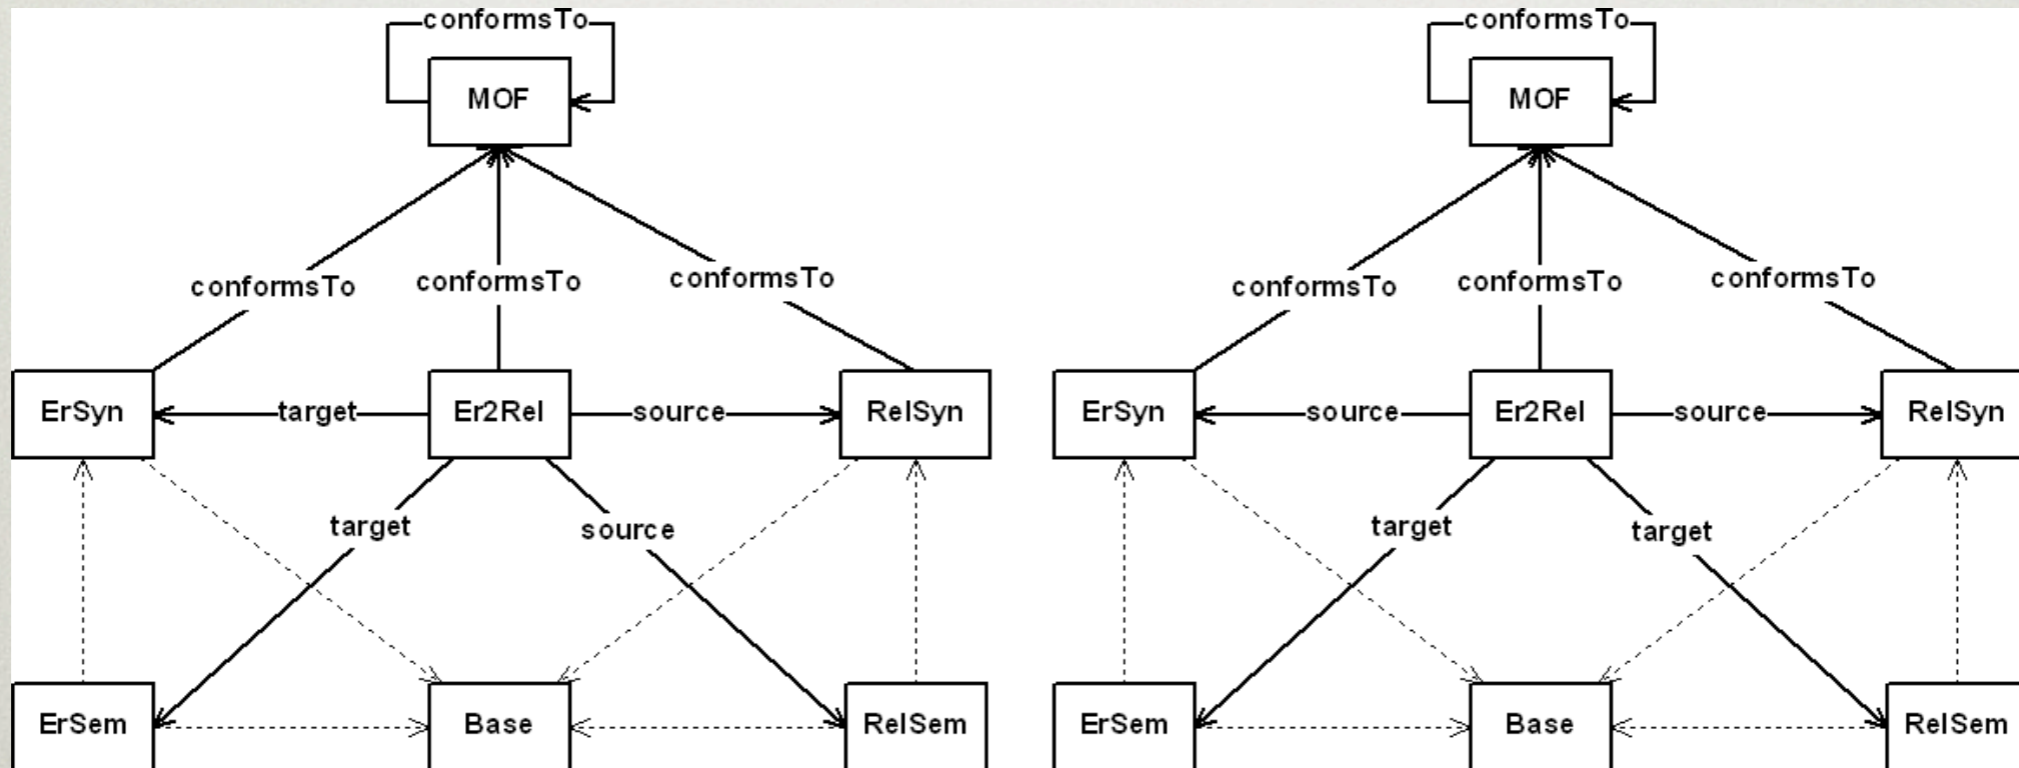 conformsTo
MOF
conformsTo
conformsTo
conformsTo
ErSyn
target
Er2Rel
source
RelSyn
target
source
ErSem
Base
RelSem
conformsTo
MOF
conformsTo
conformsTo
conformsTo
ErSyn
source
Er2Rel
source
RelSyn
target
target
ErSem
Base
RelSem